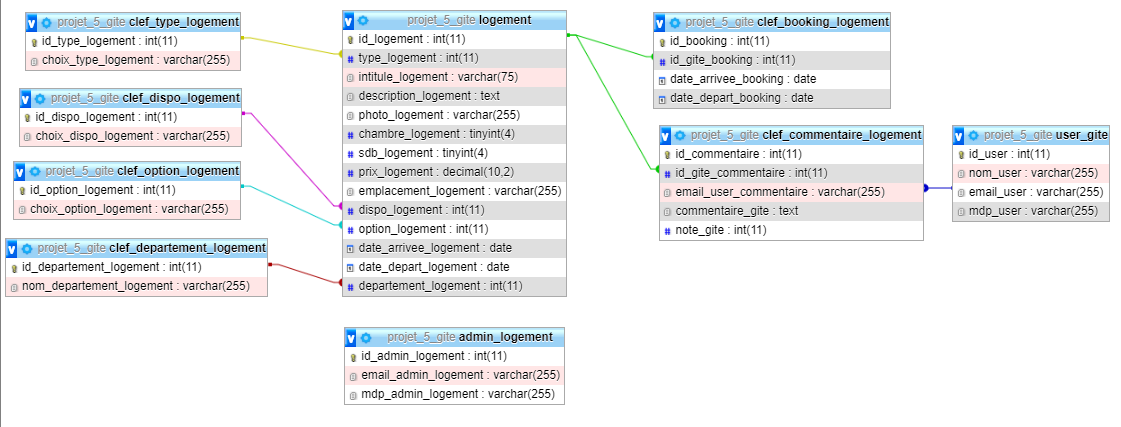 projet_5_gite clef_type_logement
id_type_logement : int(11)
choix_type_logement : varchar(255)
projet_5_gite clef_dispo_logement
id_dispo_logement : int(11)
choix_dispo_logement : varchar(255)
projet_5_gite clef_option_logement
id_option_logement : int(11)
choix_option_logement : varchar(255)
projet_5_gite clef_departement_logement
id_departement_logement : int(11)
nom_departement_logement : varchar(255)
projet_5_gite logement
id_logement : int(11)
type_logement : int(11)
intitule_logement : varchar(75)
description_logement : text
photo_logement : varchar(255)
chambre_logement : tinyint(4)
sdb_logement : tinyint(4)
prix_logement : decimal(10,2)
emplacement_logement : varchar(255)
dispo_logement : int(11)
option_logement : int(11)
date_arrivee_logement : date
date_depart_logement : date
departement_logement : int(11)
projet_5_gite admin_logement
id_admin_logement : int(11)
email_admin_logement : varchar(255)
mdp_admin_logement : varchar(255)
projet_5_gite clef_booking_logement
id_booking : int(11)
id_gite_booking : int(11)
date_arrivee_booking : date
date_depart_booking : date
projet_5_gite clef_commentaire_logement
id_commentaire : int(11)
id_gite_commentaire : int(11)
email_user_commentaire : varchar(255)
commentaire_gite : text
note_gite : int(11)
projet_5_gite user_gite
id_user : int(11)
nom_user : varchar(255)
email_user : varchar(255)
mdp_user : varchar(255)